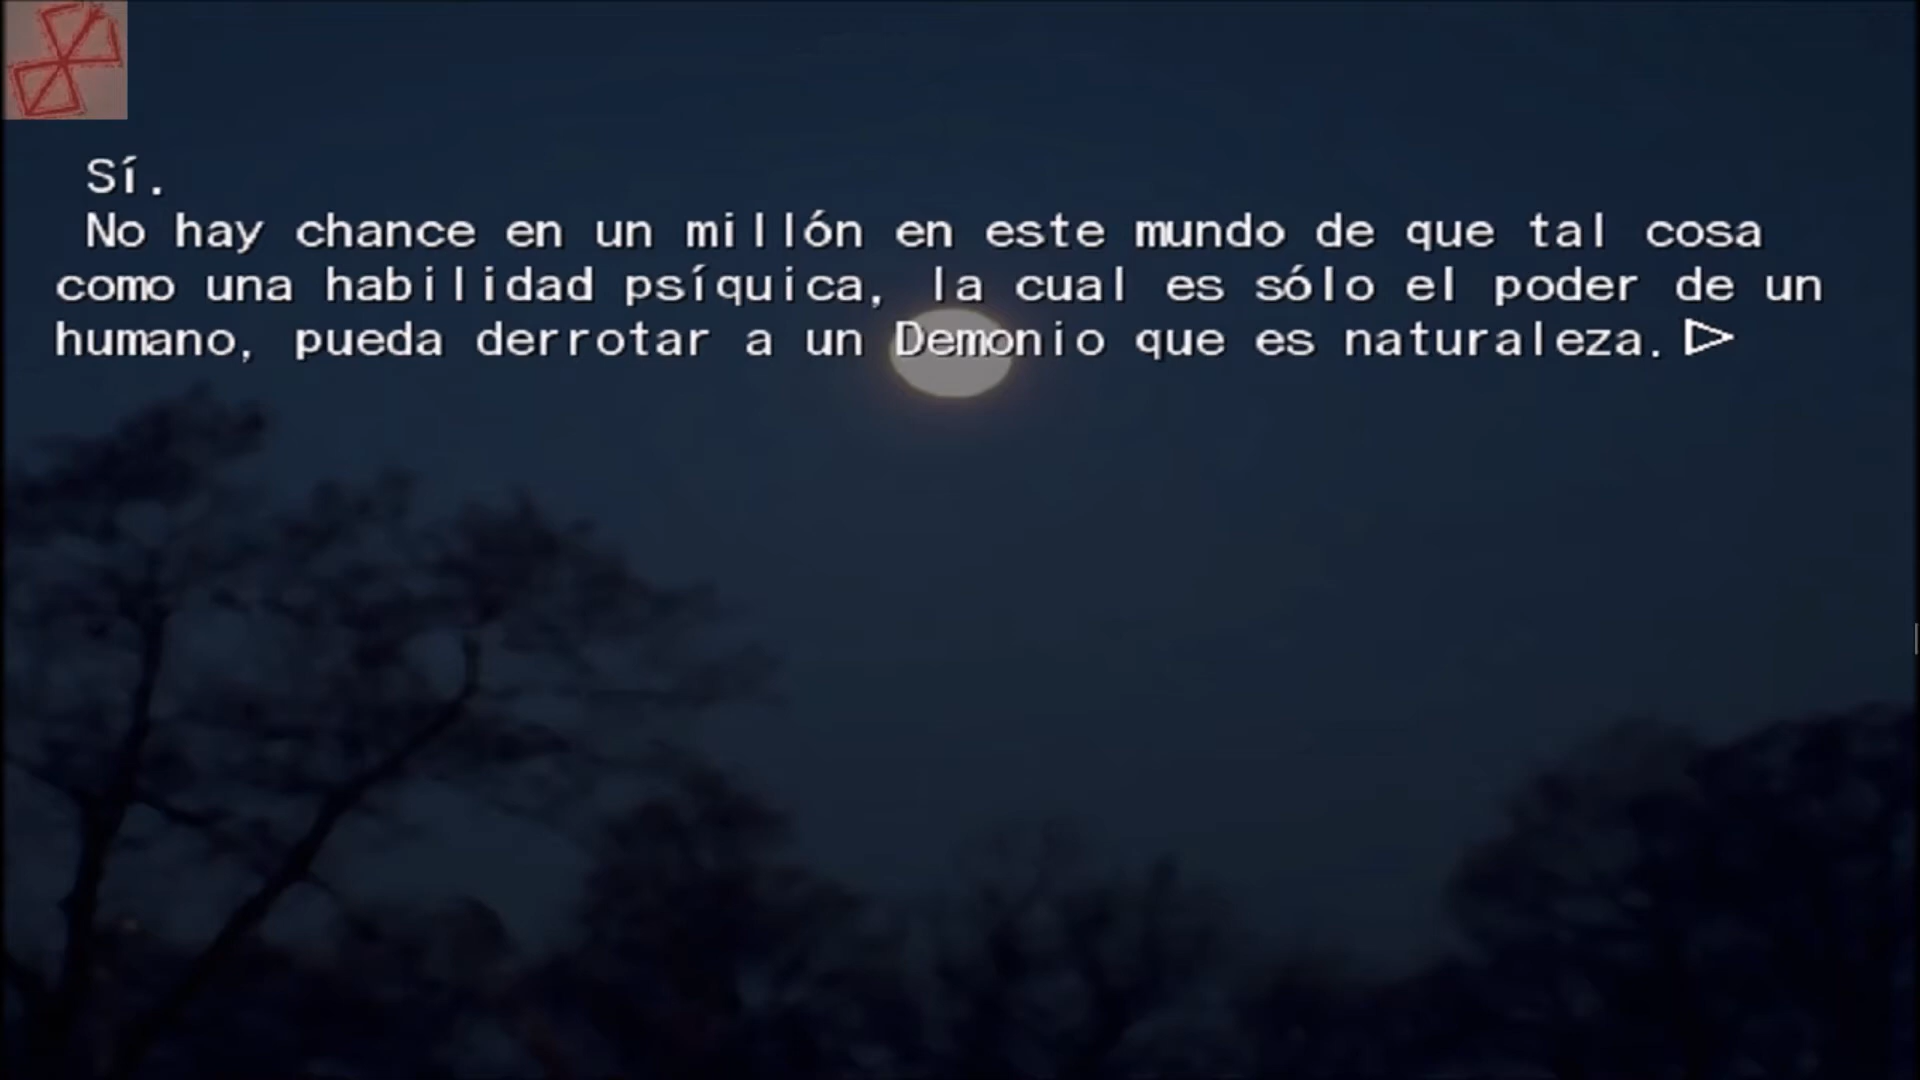 Sí.
No hay chance en un millón en este mundo de que tal cosa
como una habilidad psíquica, la cual es sólo el poder de un
humano, pueda derrotar a un Demonio que es naturaleza.